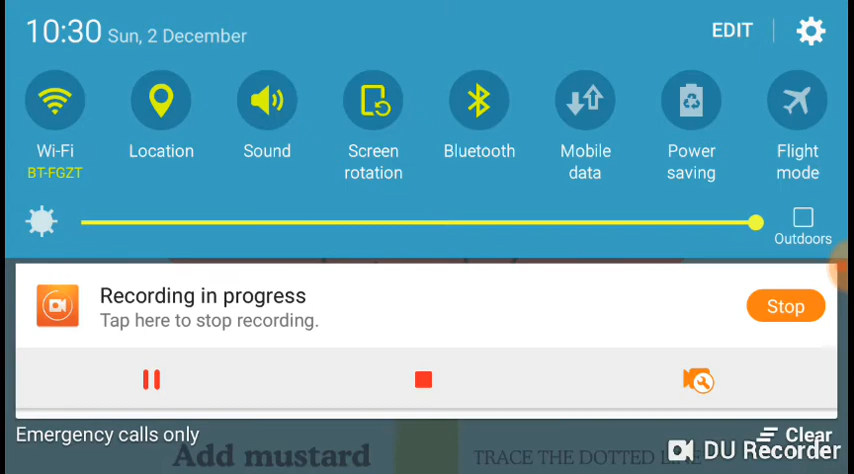 10:30 Sun, 2 December EDIT
Wi-Fi Location Sound Screen rotation Bluetooth Mobile data Power saving Flight mode
BT-FGZT
Outdoors
Recording in progress
Tap here to stop recording.
Stop
Emergency calls only
Clear
DU Recorder
Add mustard
TRACE THE DOTTED LINE